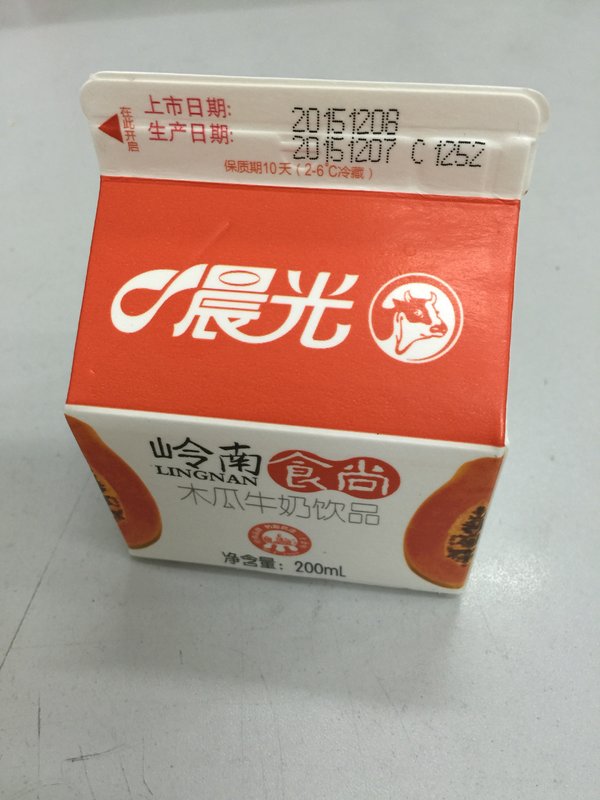 在此开启
上市日期: 20151208
生产日期: 20151207 C 1252
保质期10天（2-6°C冷藏）
晨光
岭南 食尚
LINGNAN
木瓜牛奶饮品
净含量：200mL